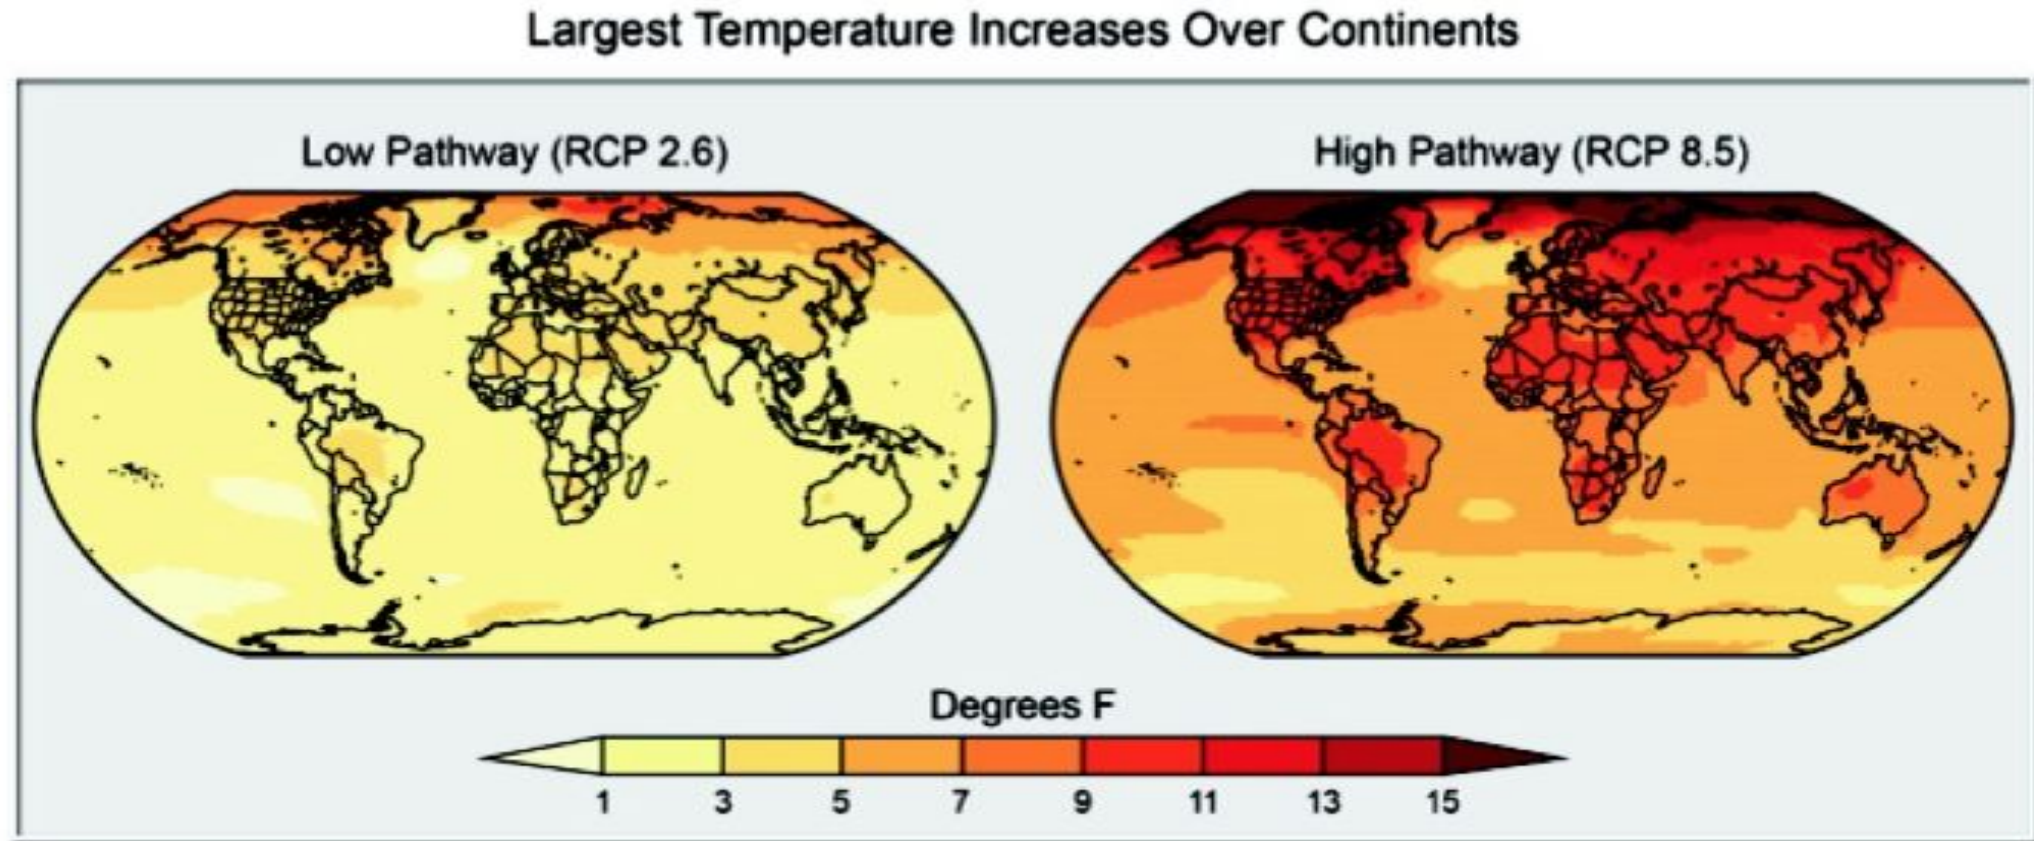 Largest Temperature Increases Over Continents
Low Pathway (RCP 2.6)
High Pathway (RCP 8.5)
Degrees F
1 3 5 7 9 11 13 15